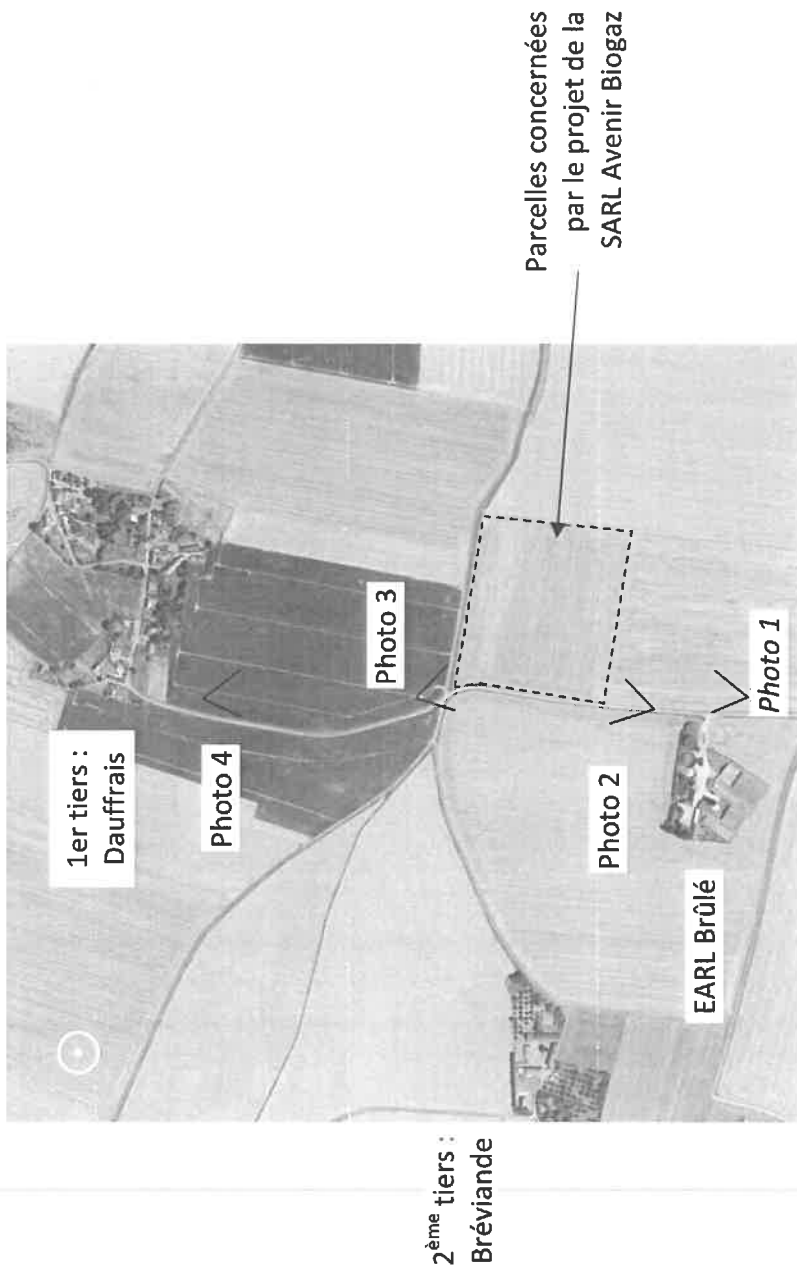 1er tiers :
Dauffrais
Photo 4
Photo 3
Parcelles concernées
par le projet de la
SARL Avenir Biogaz
2ème tiers :
Bréviande
Photo 2
EARL Brûlé
Photo 1